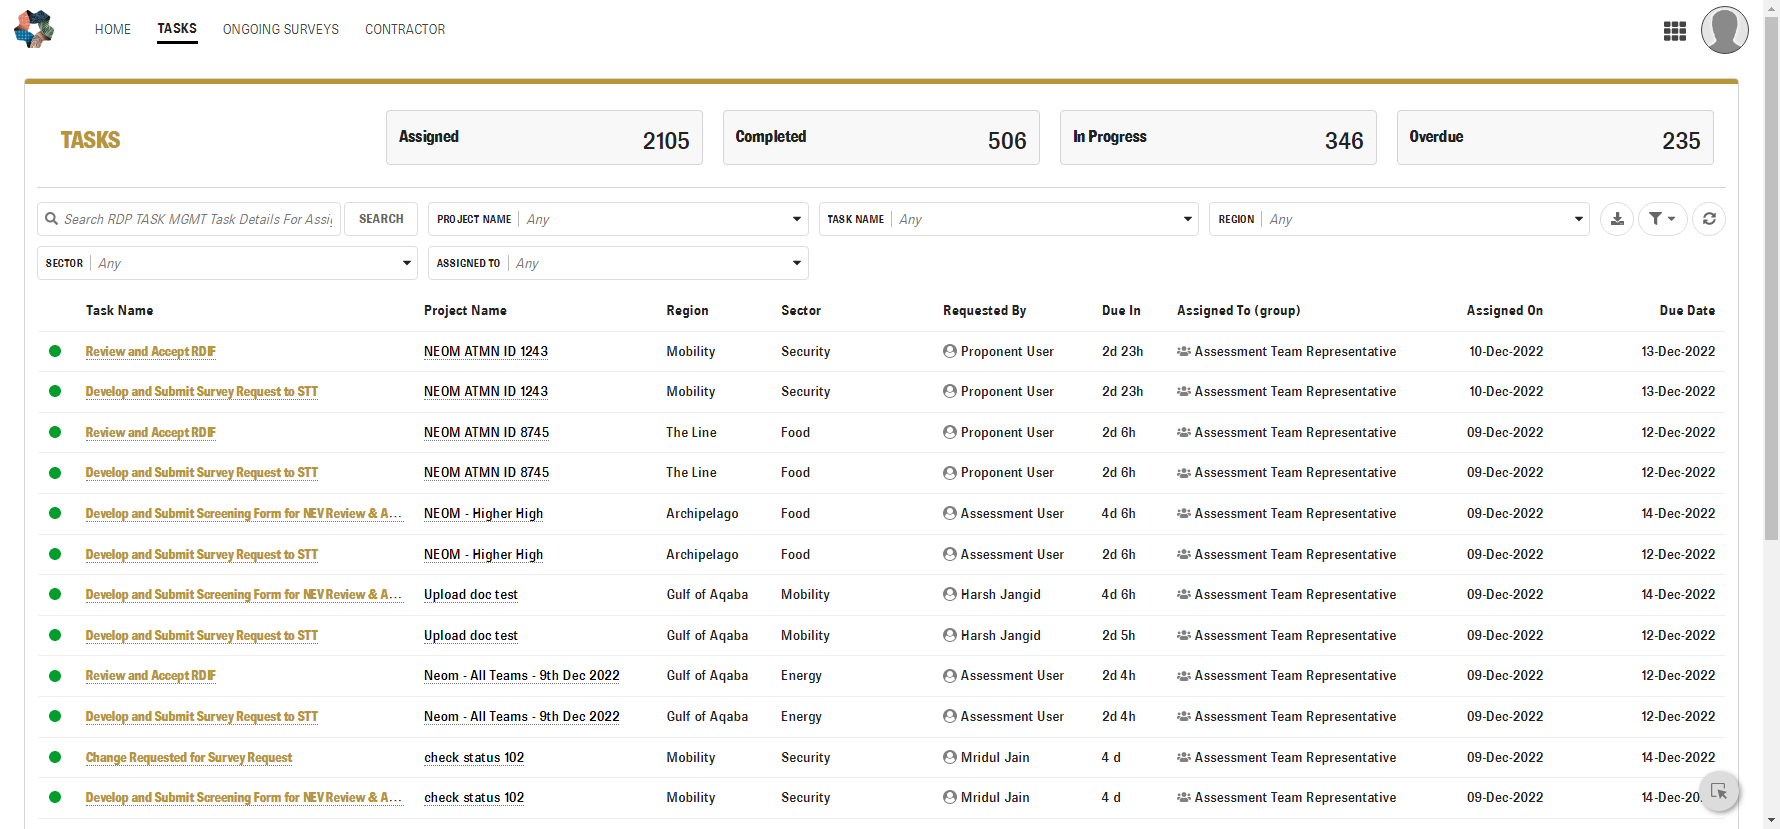 HOME TASKS ONGOING SURVEYS CONTRACTOR
TASKS
Assigned 2105
Completed 506
In Progress 346
Overdue 235
Search RDP TASK MGMT Task Details For Assi
SEARCH
PROJECT NAME Any
TASK NAME Any
REGION Any
SECTOR Any
ASSIGNED TO Any
Task Name Project Name Region Sector Requested By Due In Assigned To (group) Assigned On Due Date
Review and Accept RDIF NEOM ATMN ID 1243 Mobility Security Proponent User 2d 23h Assessment Team Representative 10-Dec-2022 13-Dec-2022
Develop and Submit Survey Request to STT NEOM ATMN ID 1243 Mobility Security Proponent User 2d 23h Assessment Team Representative 10-Dec-2022 13-Dec-2022
Review and Accept RDIF NEOM ATMN ID 8745 The Line Food Proponent User 2d 6h Assessment Team Representative 09-Dec-2022 12-Dec-2022
Develop and Submit Survey Request to STT NEOM ATMN ID 8745 The Line Food Proponent User 2d 6h Assessment Team Representative 09-Dec-2022 12-Dec-2022
Develop and Submit Screening Form for NEV Review & A... NEOM - Higher High Archipelago Food Assessment User 4d 6h Assessment Team Representative 09-Dec-2022 14-Dec-2022
Develop and Submit Survey Request to STT NEOM - Higher High Archipelago Food Assessment User 2d 6h Assessment Team Representative 09-Dec-2022 12-Dec-2022
Develop and Submit Screening Form for NEV Review & A... Upload doc test Gulf of Aqaba Mobility Harsh Jangid 4d 6h Assessment Team Representative 09-Dec-2022 14-Dec-2022
Develop and Submit Survey Request to STT Upload doc test Gulf of Aqaba Mobility Harsh Jangid 2d 5h Assessment Team Representative 09-Dec-2022 12-Dec-2022
Review and Accept RDIF Neom - All Teams - 9th Dec 2022 Gulf of Aqaba Energy Assessment User 2d 4h Assessment Team Representative 09-Dec-2022 12-Dec-2022
Develop and Submit Survey Request to STT Neom - All Teams - 9th Dec 2022 Gulf of Aqaba Energy Assessment User 2d 4h Assessment Team Representative 09-Dec-2022 12-Dec-2022
Change Requested for Survey Request check status 102 Mobility Security Mridul Jain 4 d Assessment Team Representative 09-Dec-2022 14-Dec-2022
Develop and Submit Screening Form for NEV Review & A... check status 102 Mobility Security Mridul Jain 4 d Assessment Team Representative 09-Dec-2022 14-Dec-20